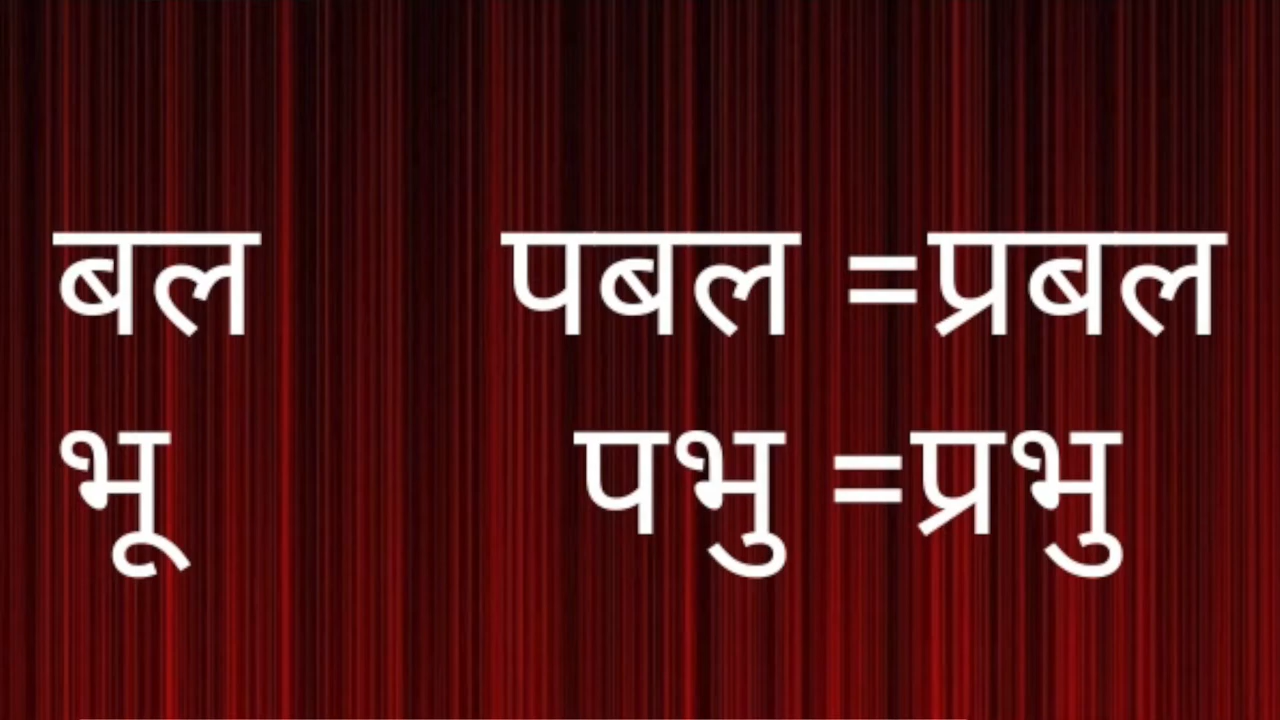 बल पबल =प्रबल
भू पभु =प्रभु